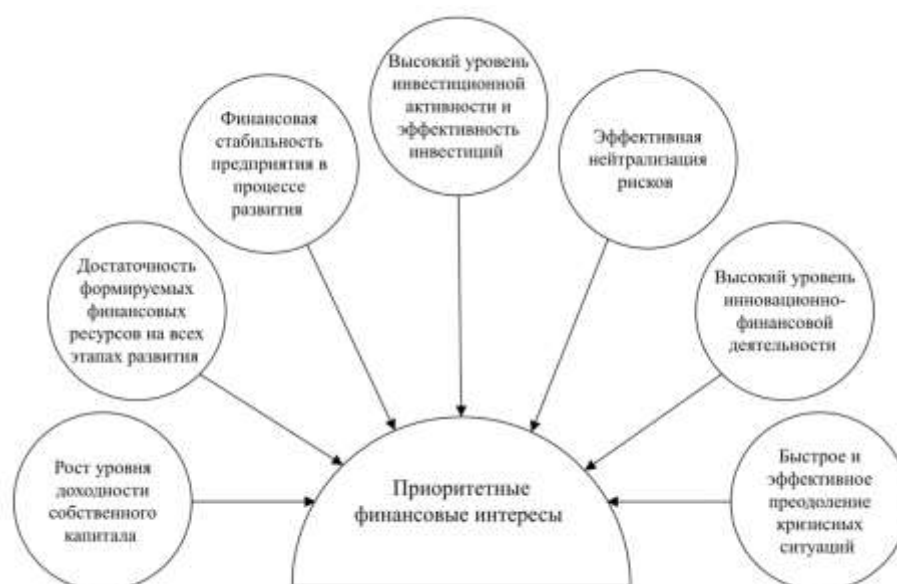 Высокий уровень
инвестиционной
активности и
эффективность
инвестиций
Финансовая
стабильность
предприятия в
процессе
развития
Эффективная
нейтрализация
рисков
Достаточность
формируемых
финансовых
ресурсов на всех
этапах развития
Высокий уровень
инновационно-
финансовой
деятельности
Рост уровня
доходности
собственного
капитала
Приоритетные
финансовые интересы
Быстрое и
эффективное
преодоление
кризисных
ситуаций